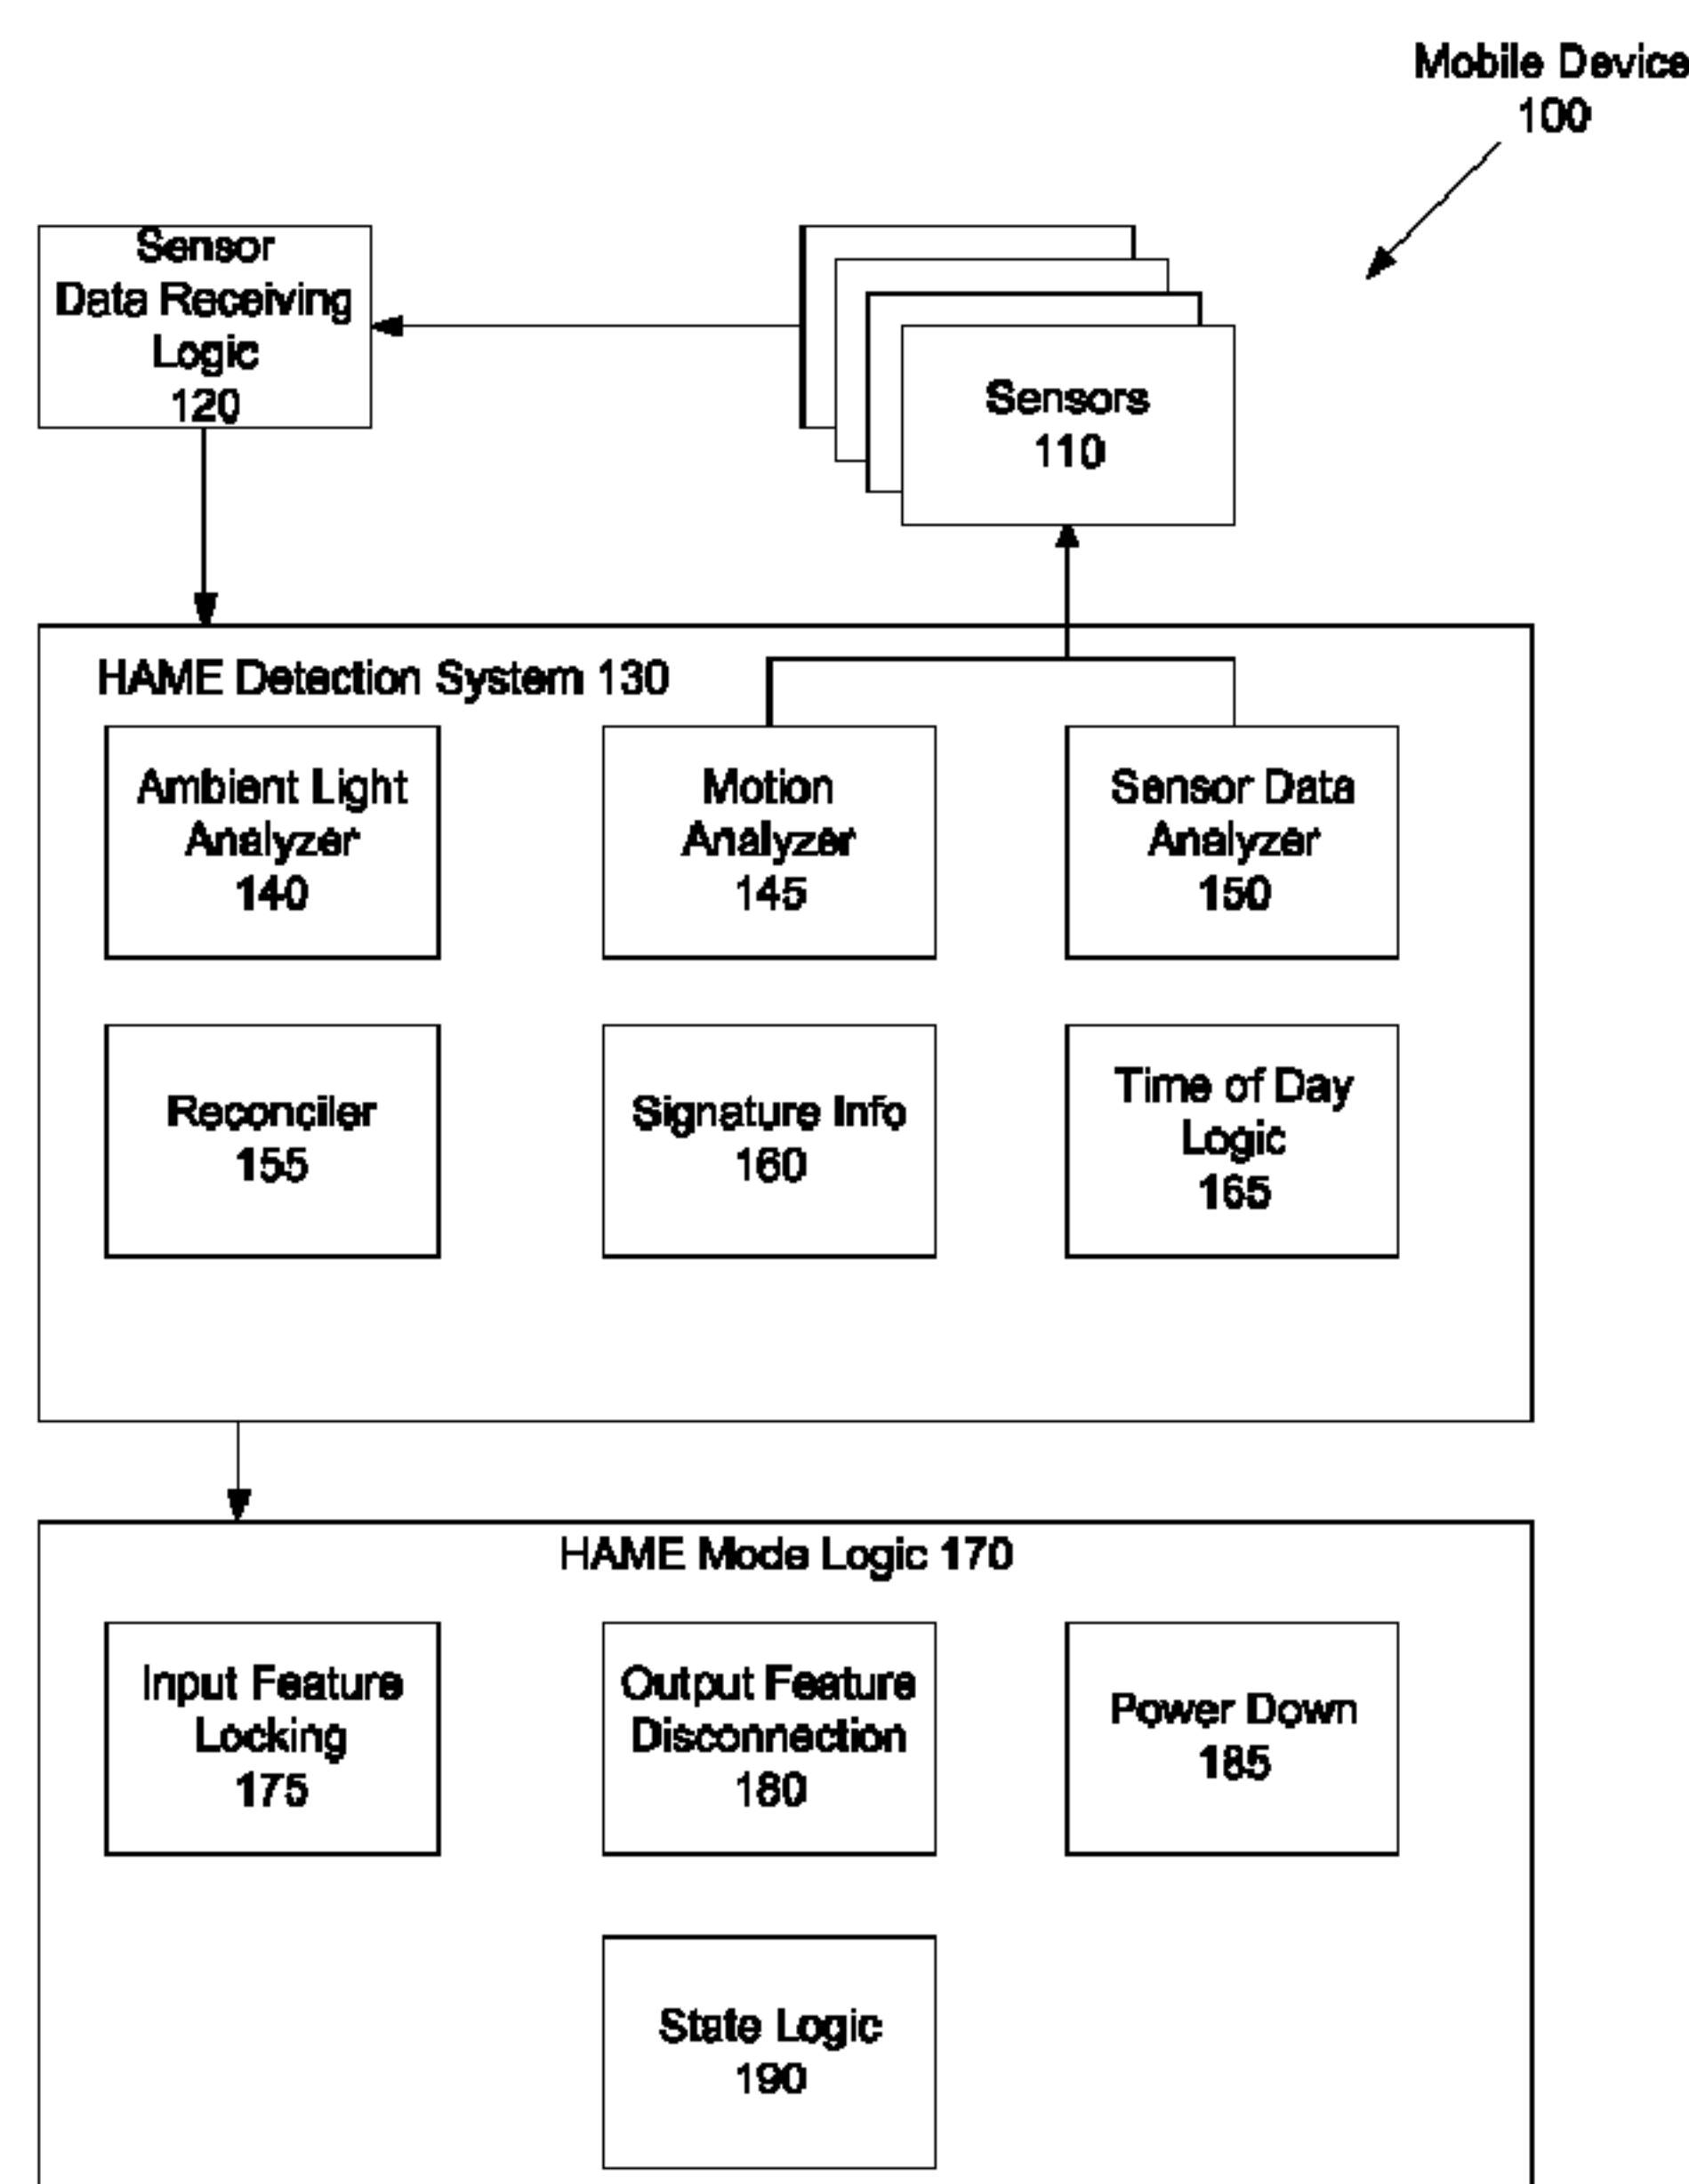 Mobile Device
100
Sensor
Data Receiving
Logic
120
Sensors
110
HAME Detection System 130
Ambient Light
Analyzer
140
Motion
Analyzer
145
Sensor Data
Analyzer
150
Reconciler
155
Signature Info
160
Time of Day
Logic
165
HAME Mode Logic 170
Input Feature
Locking
175
Output Feature
Disconnection
180
Power Down
185
State Logic
190